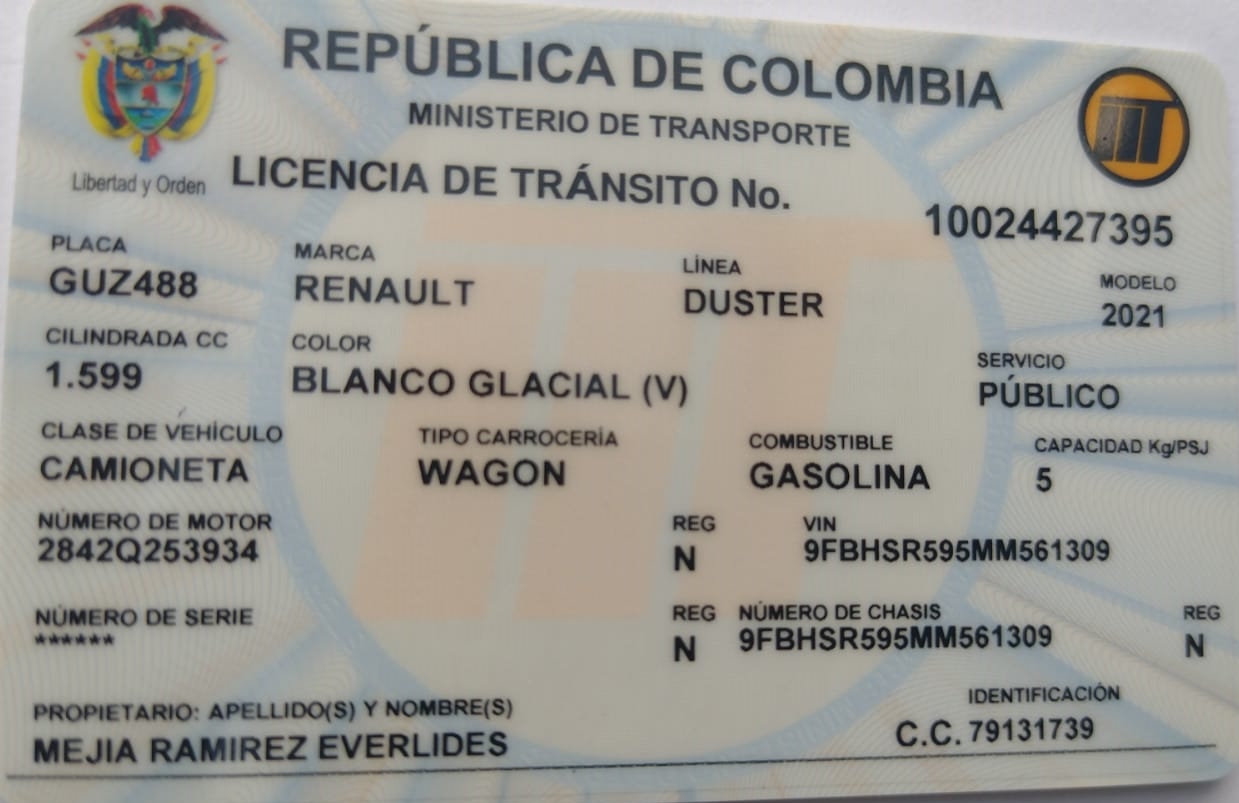 REPÚBLICA DE COLOMBIA
MINISTERIO DE TRANSPORTE
Libertad y Orden
LICENCIA DE TRÁNSITO No.
10024427395
PLACA MARCA LÍNEA MODELO
GUZ488 RENAULT DUSTER 2021
CILINDRADA CC COLOR SERVICIO
1.599 BLANCO GLACIAL (V) PÚBLICO
CLASE DE VEHÍCULO TIPO CARROCERÍA COMBUSTIBLE CAPACIDAD Kg/PSJ
CAMIONETA WAGON GASOLINA 5
NÚMERO DE MOTOR REG VIN
2842Q253934 N 9FBHSR595MM561309
NÚMERO DE SERIE REG NÚMERO DE CHASIS REG
****** N 9FBHSR595MM561309 N
PROPIETARIO: APELLIDO(S) Y NOMBRE(S) IDENTIFICACIÓN
MEJIA RAMIREZ EVERLIDES C.C. 79131739